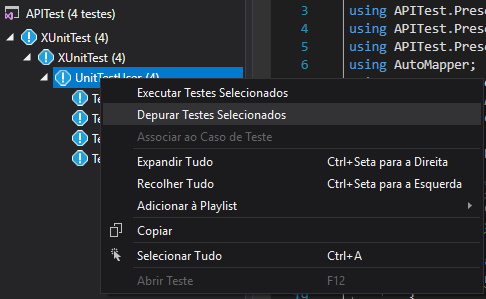 APITest (4 testes)
XUnitTest (4)
XUnitTest (4)
UnitTestUser (4)
Te
Te
Te
Te
Executar Testes Selecionados
Depurar Testes Selecionados
Associar ao Caso de Teste
Expandir Tudo Ctrl+Seta para a Direita
Recolher Tudo Ctrl+Seta para a Esquerda
Adicionar à Playlist
Copiar
Selecionar Tudo Ctrl+A
Abrir Teste F12
3 using APITest.Prese
4 using APITest.Prese
5 using APITest.Prese
6 using AutoMapper;